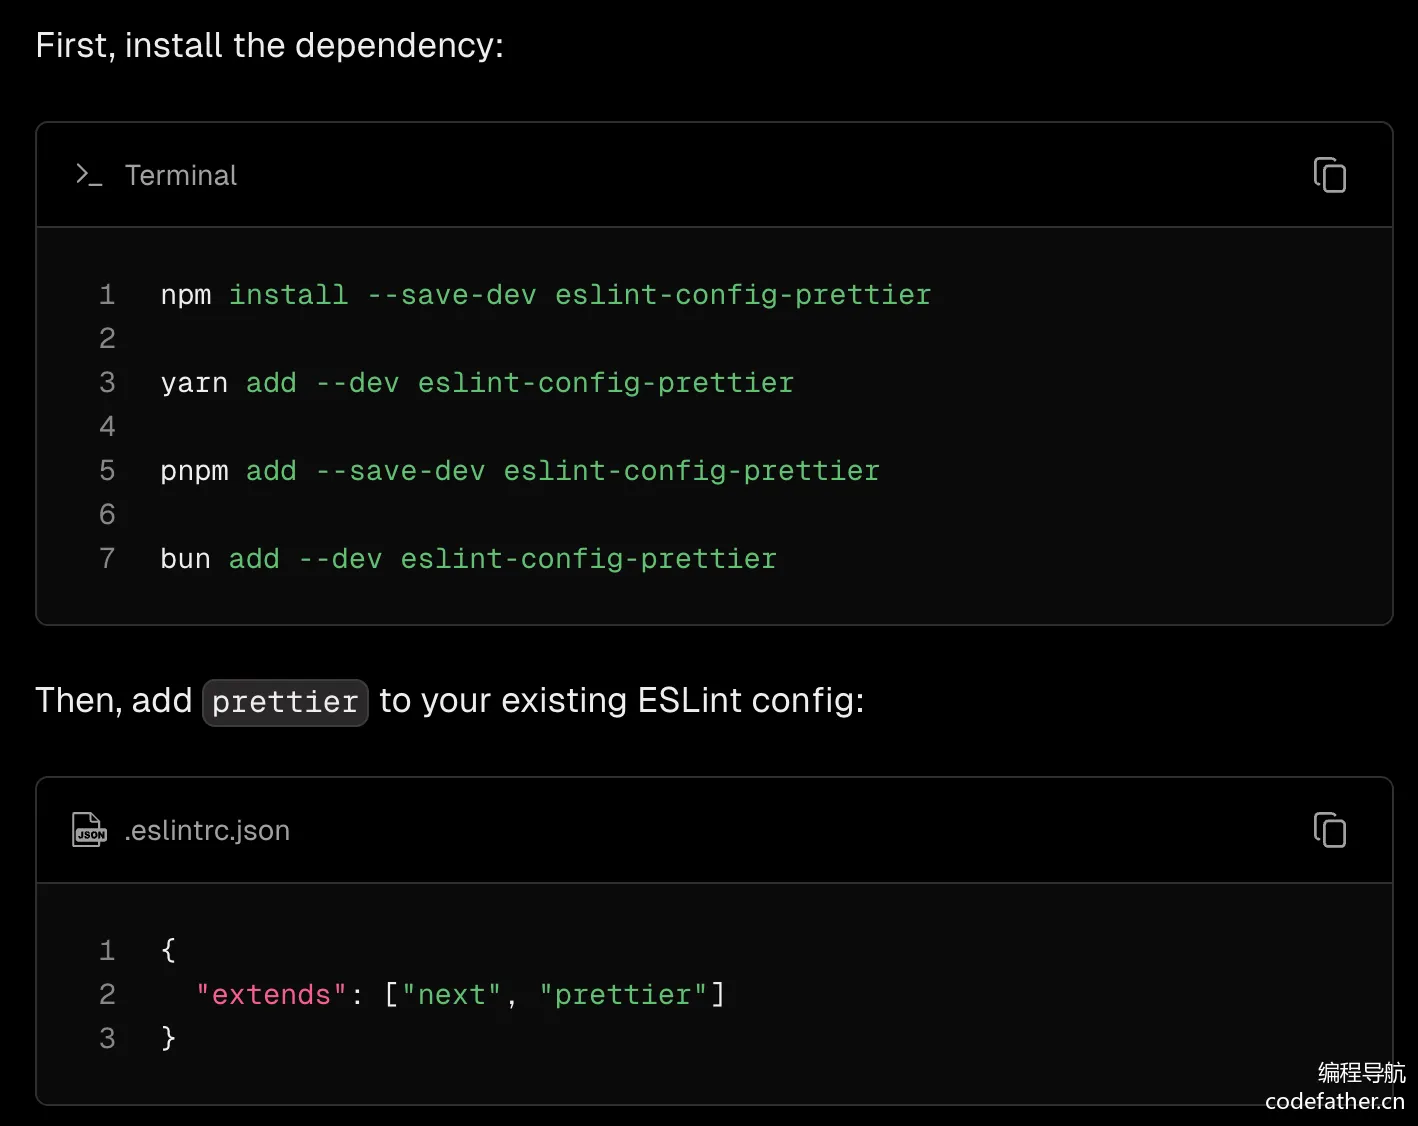 First, install the dependency:
Terminal
1 npm install --save-dev eslint-config-prettier
2
3 yarn add --dev eslint-config-prettier
4
5 pnpm add --save-dev eslint-config-prettier
6
7 bun add --dev eslint-config-prettier
Then, add prettier to your existing ESLint config:
JSON .eslintrc.json
1 {
2   "extends": ["next", "prettier"]
3 }
编程导航
codefather.cn